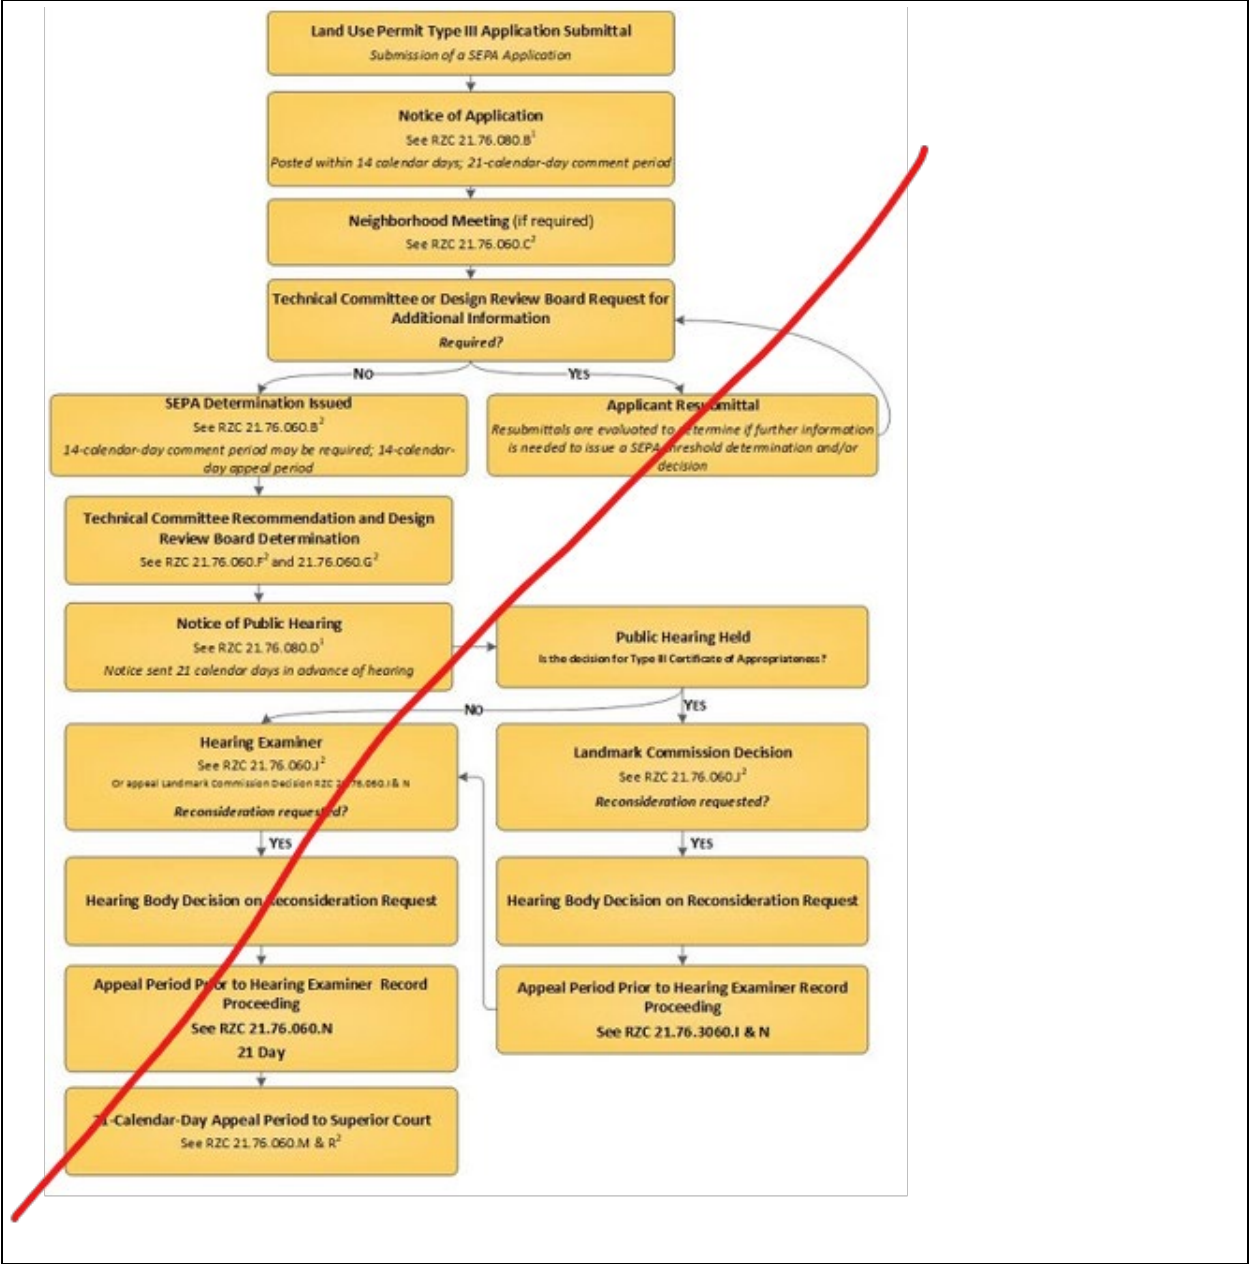 Land Use Permit Type III Application Submittal
Submission of a SEPA Application
Notice of Application
See RZC 21.76.080.B¹
Posted within 14 calendar days; 21-calendar-day comment period
Neighborhood Meeting (if required)
See RZC 21.76.060.C²
Technical Committee or Design Review Board Request for
Additional Information
Required?
NO
YES
SEPA Determination Issued
See RZC 21.76.060.B²
14-calendar-day comment period may be required; 14-calendar-
day appeal period
Applicant Resubmittal
Resubmittals are evaluated to determine if further information
is needed to issue a SEPA threshold determination and/or
decision
Technical Committee Recommendation and Design
Review Board Determination
See RZC 21.76.060.F² and 21.76.060.G²
Notice of Public Hearing
See RZC 21.76.080.D¹
Notice sent 21 calendar days in advance of hearing
Public Hearing Held
Is the decision for Type III Certificate of Appropriateness?
NO
YES
Hearing Examiner
See RZC 21.76.060.J²
Or appeal Landmark Commission Decision RZC 21.76.060.I & N
Reconsideration requested?
Landmark Commission Decision
See RZC 21.76.060.J²
Reconsideration requested?
YES
YES
Hearing Body Decision on Reconsideration Request
Hearing Body Decision on Reconsideration Request
Appeal Period Prior to Hearing Examiner Record
Proceeding
See RZC 21.76.060.N
21 Day
Appeal Period Prior to Hearing Examiner Record
Proceeding
See RZC 21.76.3060.I & N
21-Calendar-Day Appeal Period to Superior Court
See RZC 21.76.060.M & R²